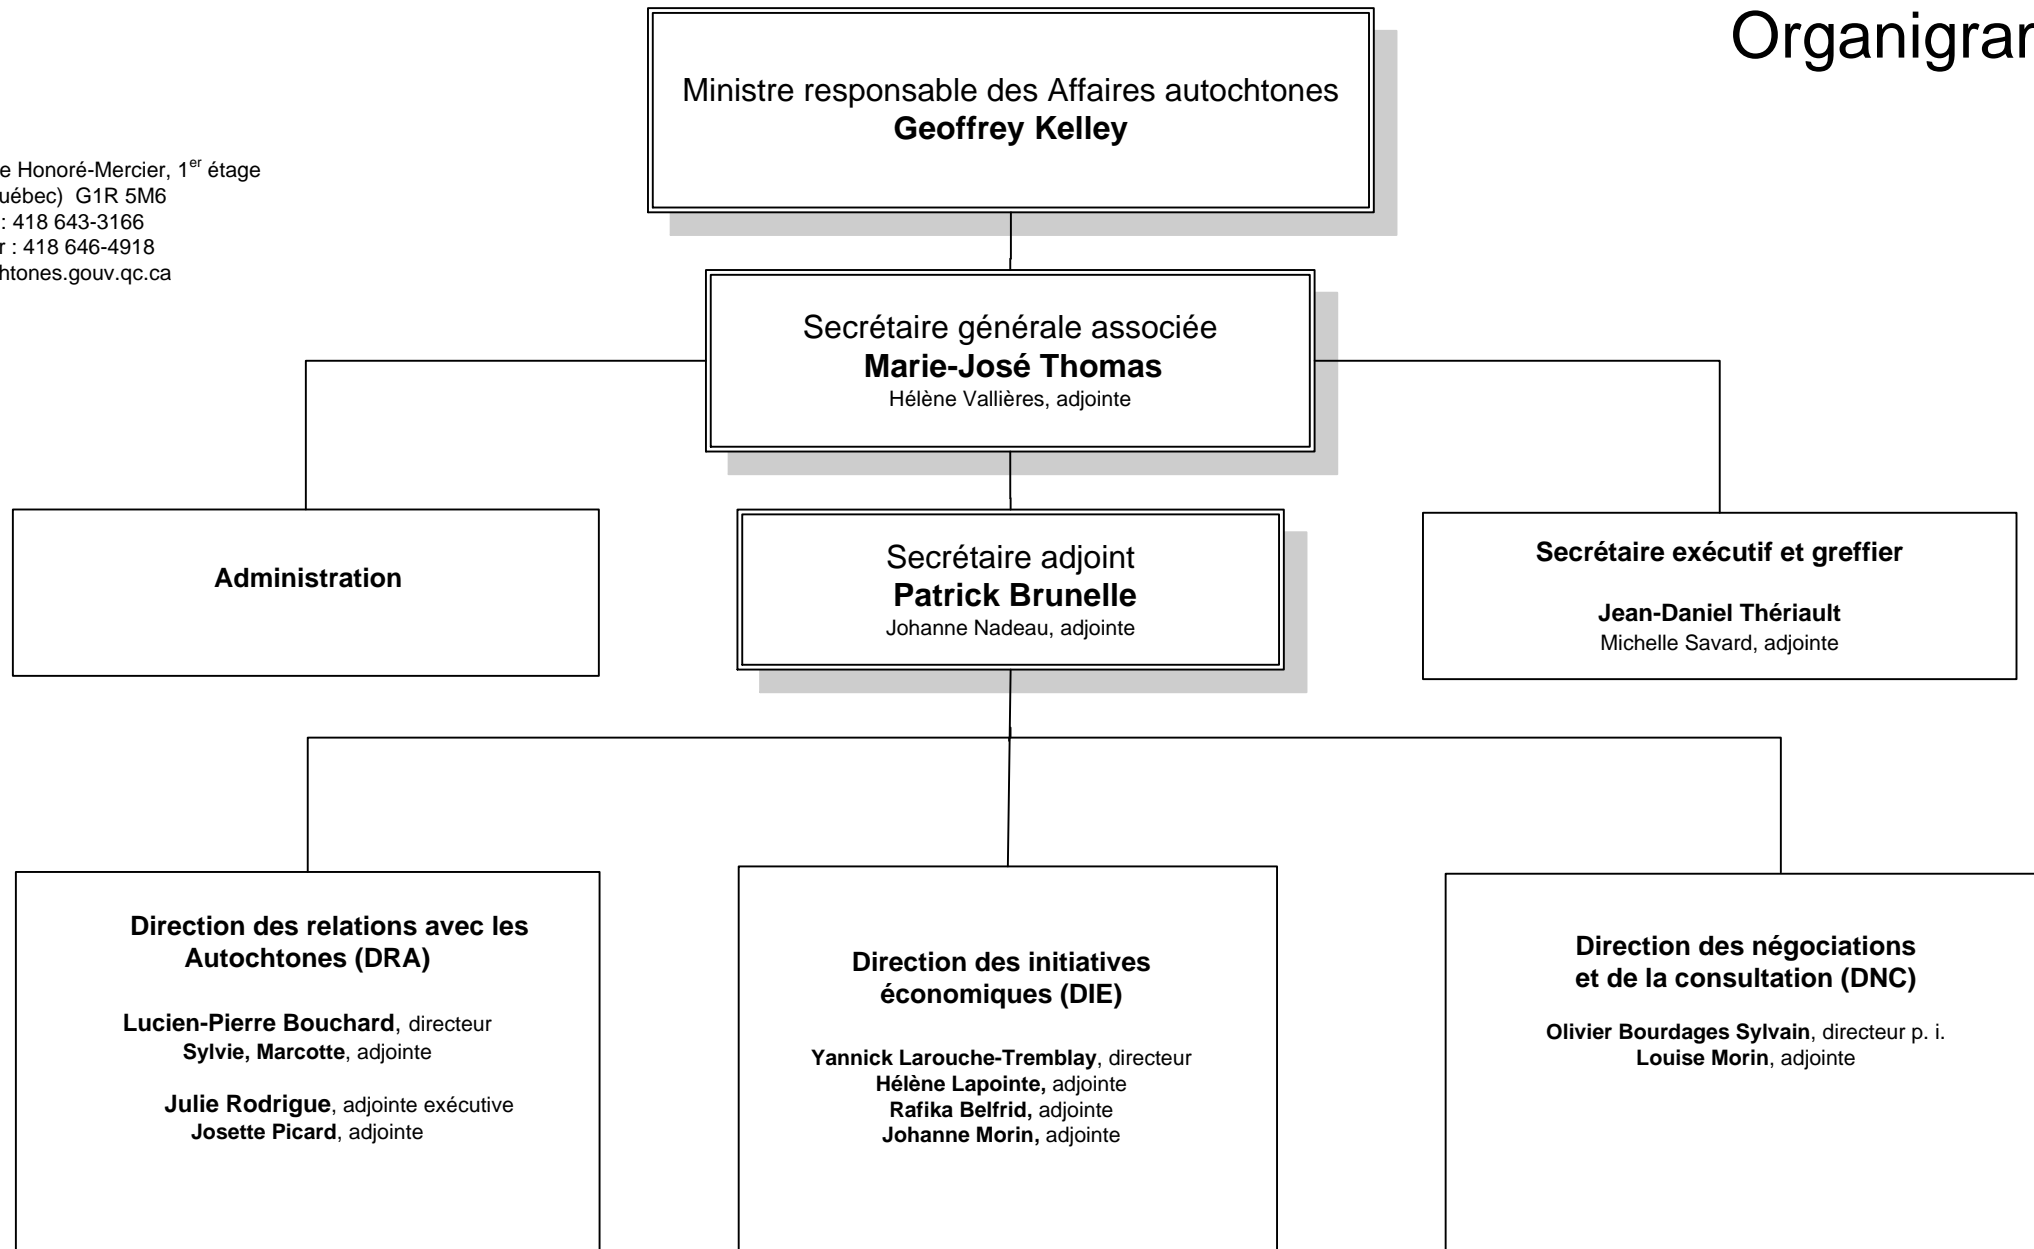 Organigram
Ministre responsable des Affaires autochtones
Geoffrey Kelley
e Honoré-Mercier, 1er étage
uébec) G1R 5M6
: 418 643-3166
r : 418 646-4918
htones.gouv.qc.ca
Secrétaire générale associée
Marie-José Thomas
Hélène Vallières, adjointe
Administration
Secrétaire adjoint
Patrick Brunelle
Johanne Nadeau, adjointe
Secrétaire exécutif et greffier
Jean-Daniel Thériault
Michelle Savard, adjointe
Direction des relations avec les
Autochtones (DRA)
Lucien-Pierre Bouchard, directeur
Sylvie, Marcotte, adjointe
Julie Rodrigue, adjointe exécutive
Josette Picard, adjointe
Direction des initiatives
économiques (DIE)
Yannick Larouche-Tremblay, directeur
Hélène Lapointe, adjointe
Rafika Belfrid, adjointe
Johanne Morin, adjointe
Direction des négociations
et de la consultation (DNC)
Olivier Bourdages Sylvain, directeur p. i.
Louise Morin, adjointe